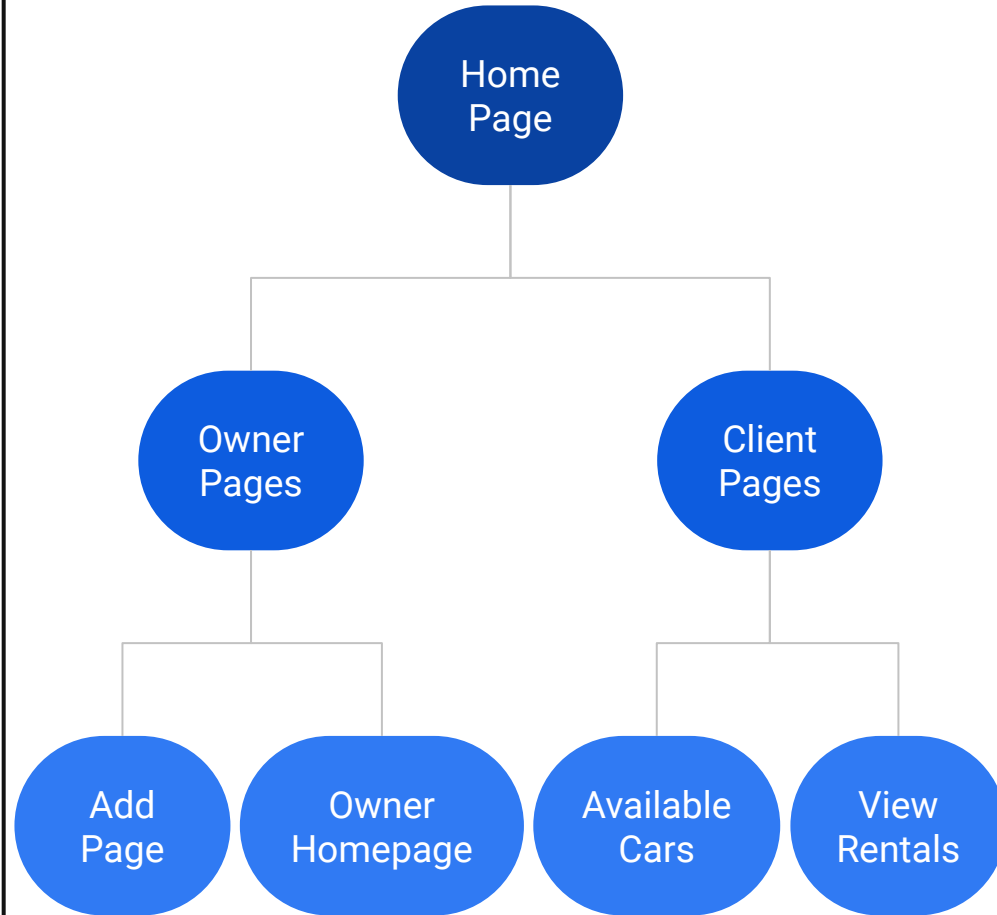 Home
Page
Owner
Pages
Client
Pages
Add
Page
Owner
Homepage
Available
Cars
View
Rentals